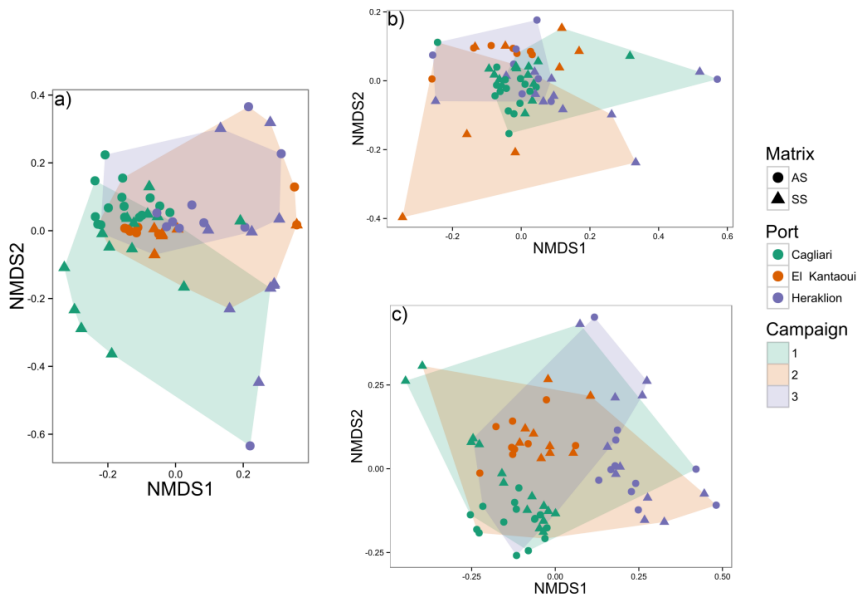 a)
0.4
0.2
0.0
-0.2
-0.4
-0.6
NMDS2
-0.2 0.0 0.2
NMDS1
b)
0.2
0.0
-0.2
-0.4
NMDS2
-0.2 0.0 0.2 0.4 0.6
NMDS1
c)
0.25
0.00
-0.25
NMDS2
-0.25 0.00 0.25 0.50
NMDS1
Matrix
AS
SS
Port
Cagliari
El Kantaoui
Heraklion
Campaign
1
2
3